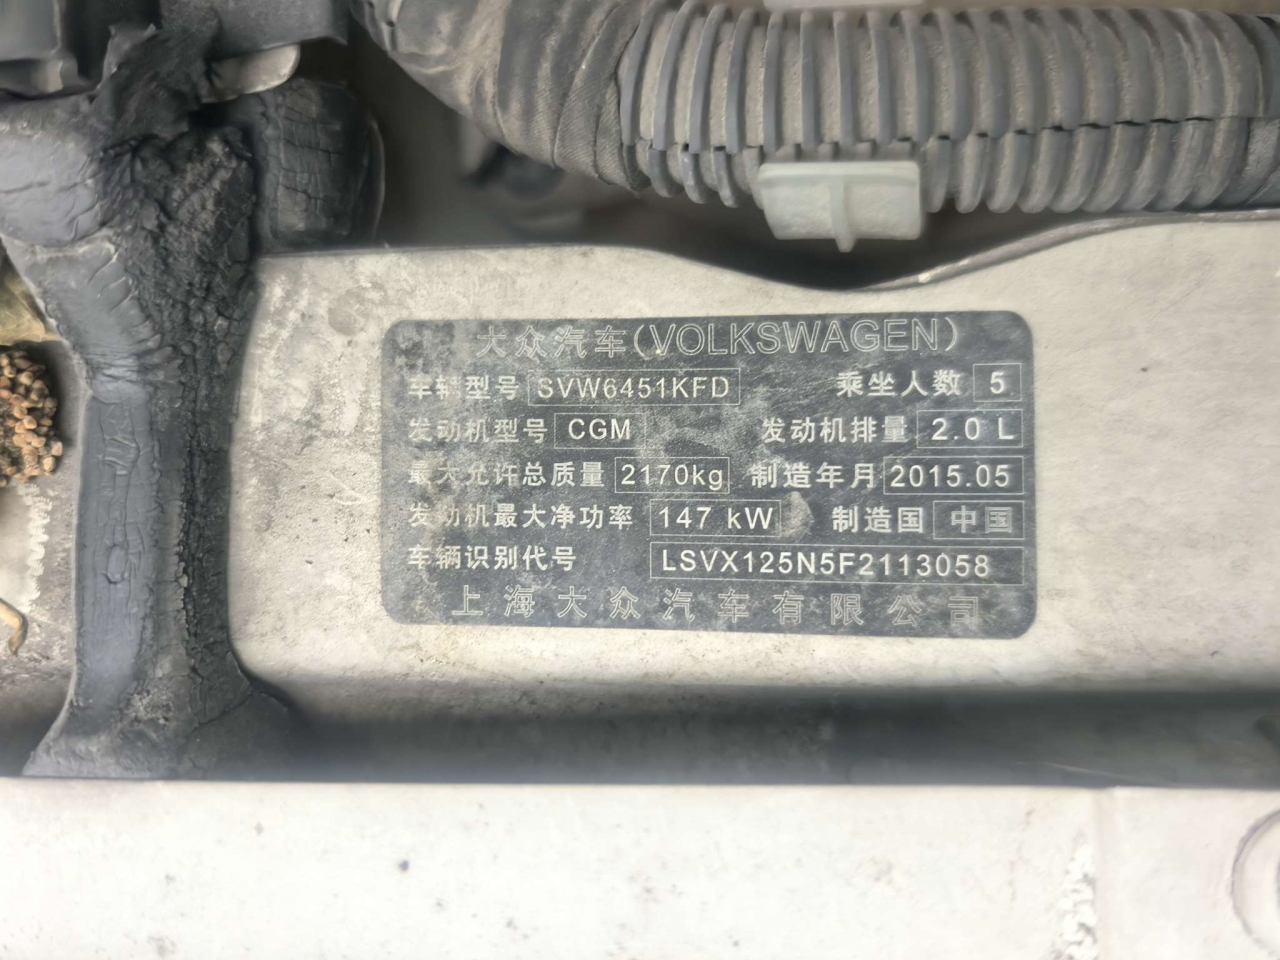 大众汽车(VOLKSWAGEN)
车辆型号 SVW6451KFD 乘坐人数 5
发动机型号 CGM 发动机排量 2.0 L
最大允许总质量 2170kg 制造年月 2015.05
发动机最大净功率 147 kW 制造国 中国
车辆识别代号 LSVX125N5F2113058
上海大众汽车有限公司